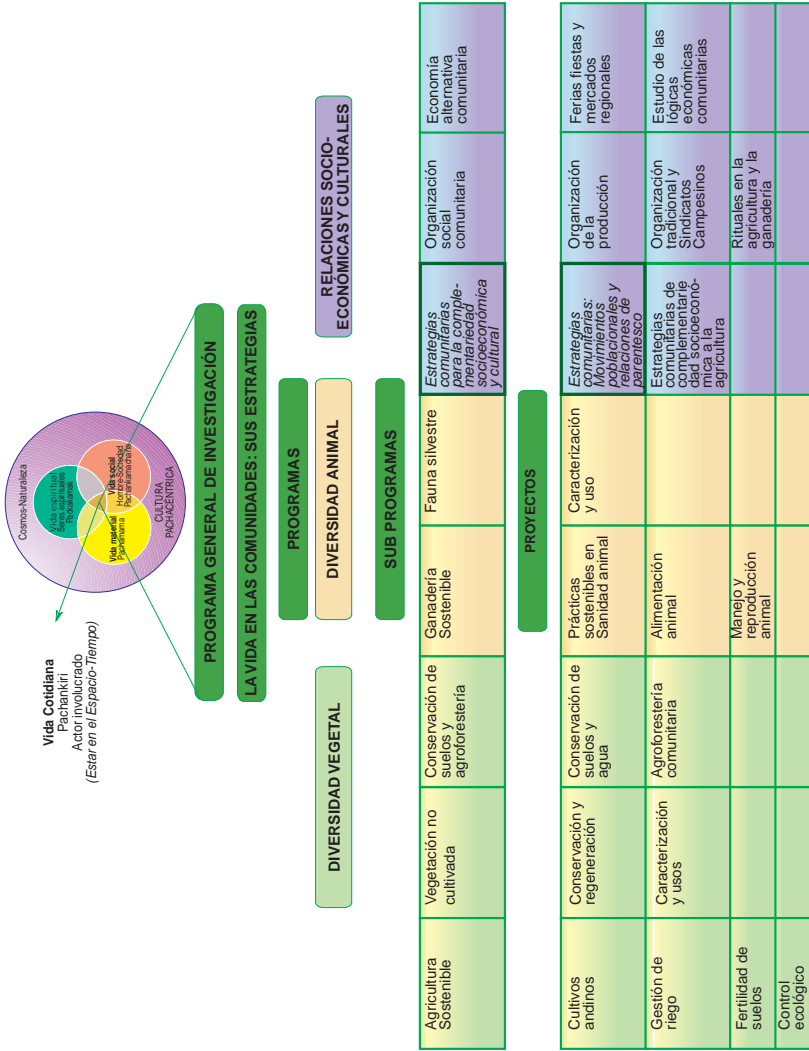 Cosmos-Naturaleza
Vida espiritual
Seres espirituales
Pachakamak
Vida material
Pachamama
Vida social
Hombre-Sociedad
Pachankamachana
CULTURA
PACHACÉNTRICA
Vida Cotidiana
Pachankiri
Actor involucrado
(Estar en el Espacio-Tiempo)
PROGRAMA GENERAL DE INVESTIGACIÓN
LA VIDA EN LAS COMUNIDADES: SUS ESTRATEGIAS
PROGRAMAS
DIVERSIDAD VEGETAL
DIVERSIDAD ANIMAL
RELACIONES SOCIO-
ECONÓMICAS Y CULTURALES
SUB PROGRAMAS
Agricultura
Sostenible
Vegetación no
cultivada
Conservación de
suelos y
agroforestería
Ganadería
Sostenible
Fauna silvestre
Estrategias
comunitarias
para la comple-
mentariedad
socioeconómica
y cultural
Organización
social
comunitaria
Economía
alternativa
comunitaria
PROYECTOS
Cultivos
andinos
Conservación y
regeneración
Conservación de
suelos y
agua
Prácticas
sostenibles en
Sanidad animal
Caracterización
y uso
Estrategias
comunitarias:
Movimientos
poblacionales y
relaciones de
parentesco
Organización
de la
producción
Ferias fiestas y
mercados
regionales
Gestión de
riego
Caracterización
y usos
Agroforestería
comunitaria
Alimentación
animal
Estrategias
comunitarias de
complementarie
dad socioeconó-
mica a la
agricultura
Organización
tradicional y
Sindicatos
Campesinos
Estudio de las
lógicas
económicas
comunitarias
Fertilidad de
suelos
Manejo y
reproducción
animal
Rituales en la
agricultura y la
ganadería
Control
ecológico